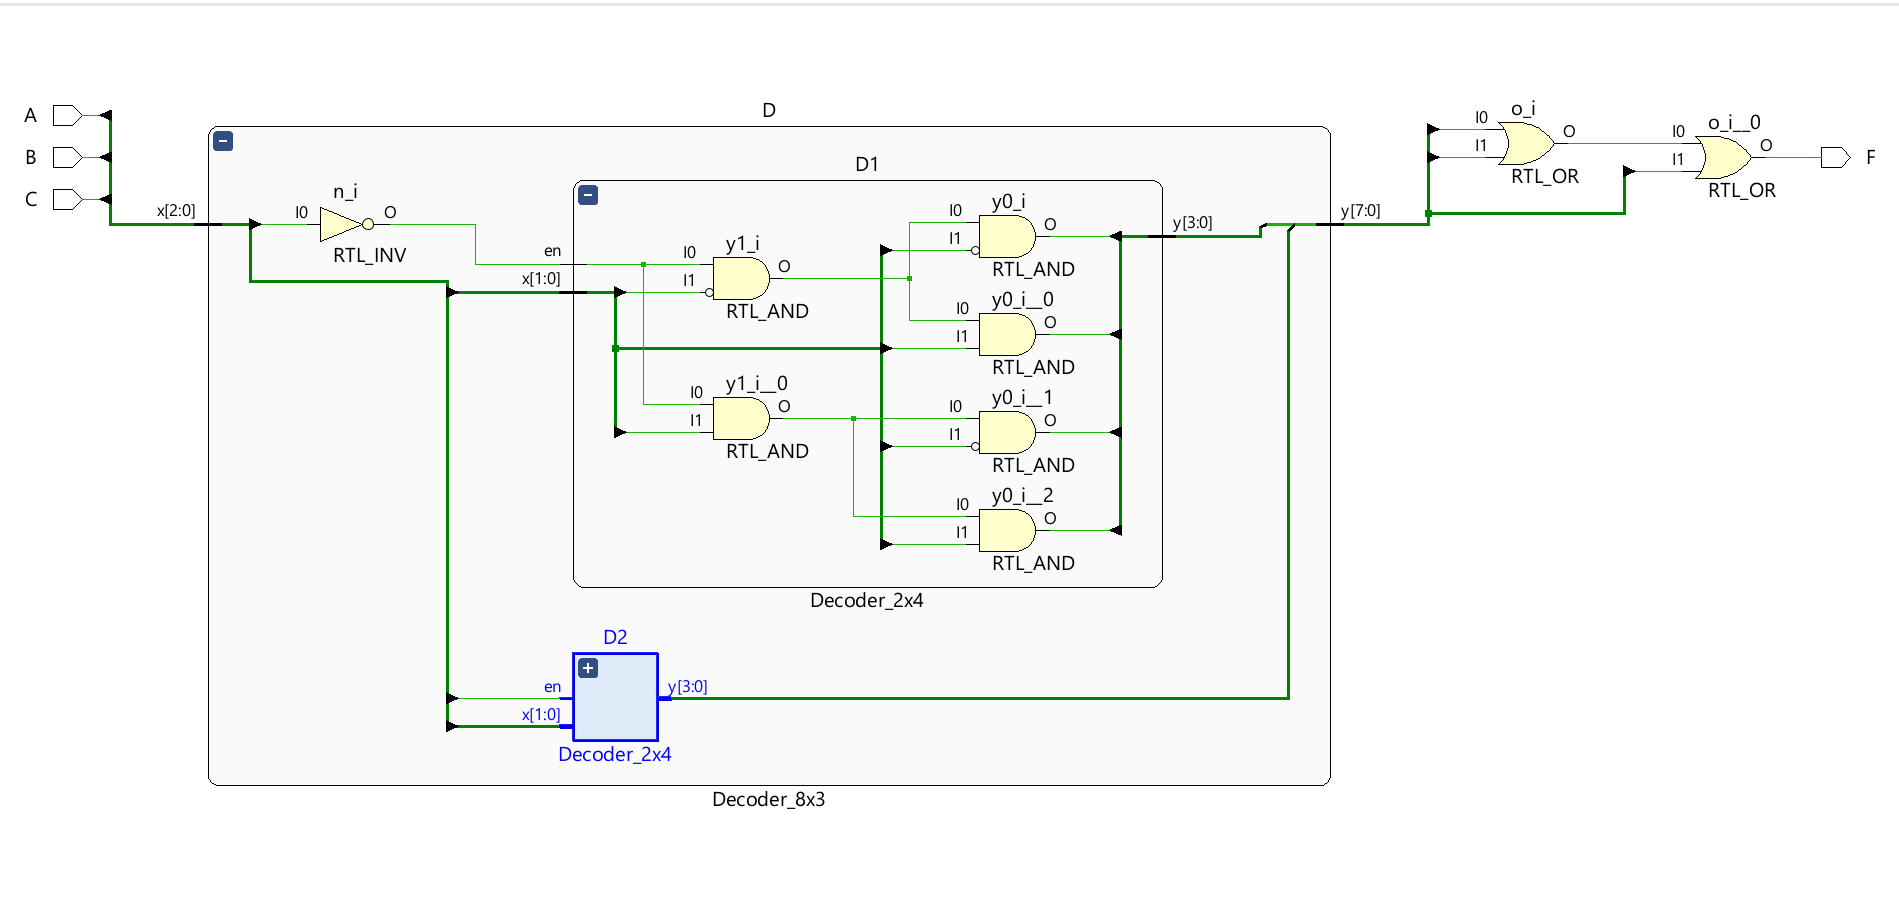 A
B
C
x[2:0]
D
n_i
I0
O
RTL_INV
D1
en
x[1:0]
y1_i
I0
I1
O
RTL_AND
y1_i__0
I0
I1
O
RTL_AND
y0_i
I0
I1
O
RTL_AND
y0_i__0
I0
I1
O
RTL_AND
y0_i__1
I0
I1
O
RTL_AND
y0_i__2
I0
I1
O
RTL_AND
y[3:0]
Decoder_2x4
D2
en
x[1:0]
y[3:0]
Decoder_2x4
Decoder_8x3
y[7:0]
o_i
I0
I1
O
RTL_OR
o_i__0
I0
I1
O
RTL_OR
F